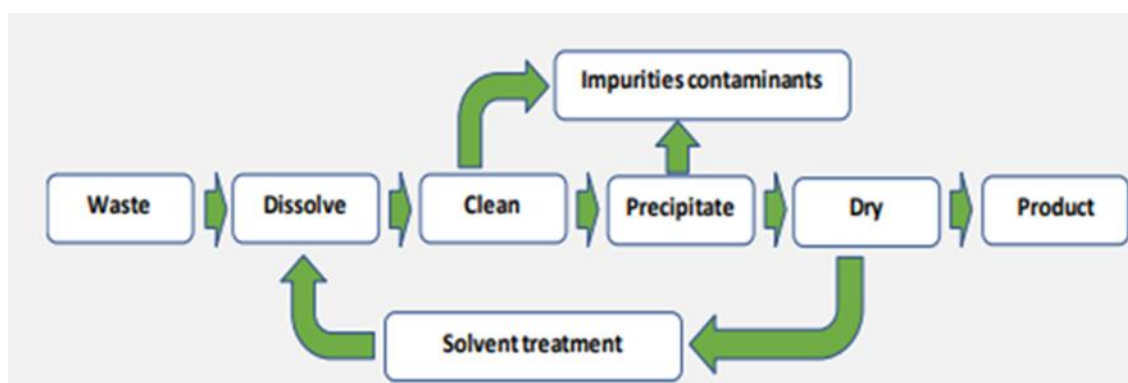 Impurities contaminants
Waste
Dissolve
Clean
Precipitate
Dry
Product
Solvent treatment